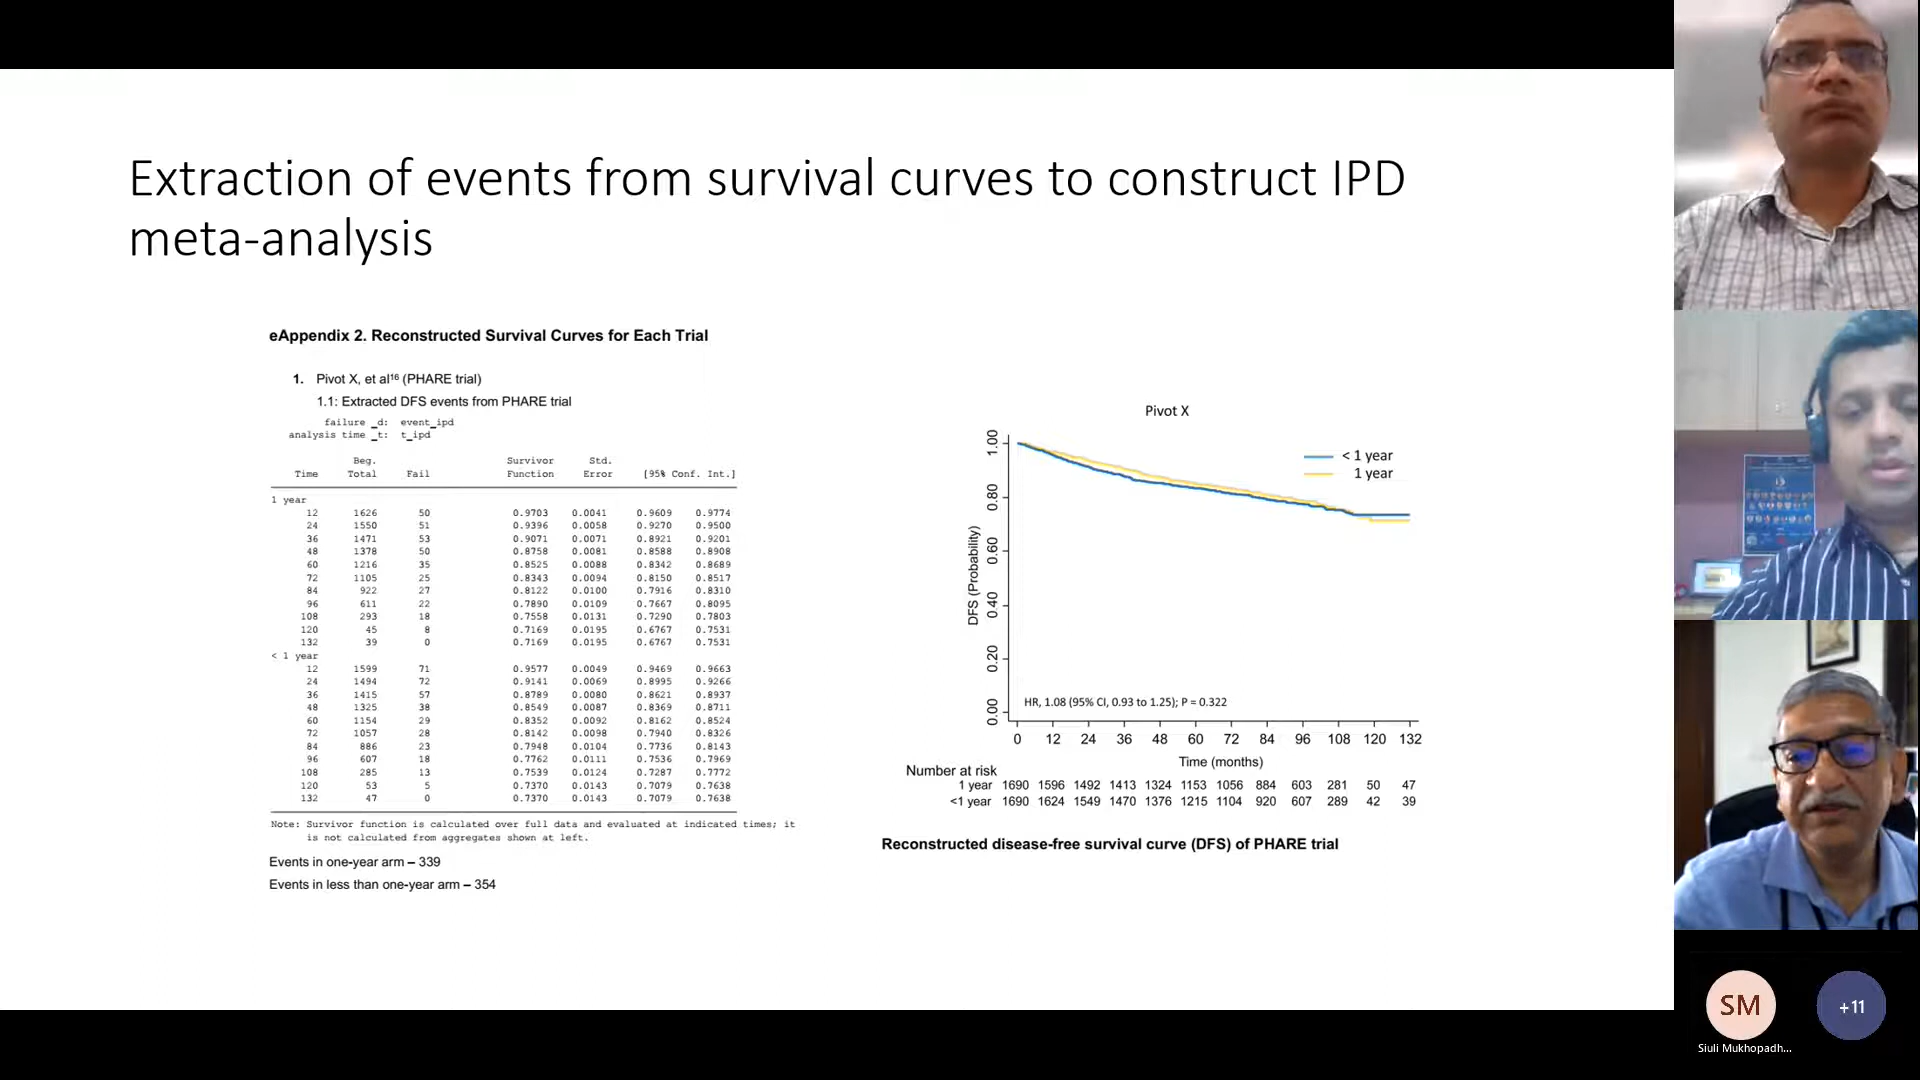 Extraction of events from survival curves to construct IPD
meta-analysis
eAppendix 2. Reconstructed Survival Curves for Each Trial
1. Pivot X, et al16 (PHARE trial)
1.1: Extracted DFS events from PHARE trial
failure _d: event_ipd
analysis time _t: t_ipd
Beg. Survivor Std.
Time Total Fail Function Error [95% Conf. Int.]
1 year
12 1626 50 0.9703 0.0041 0.9609 0.9774
24 1550 51 0.9396 0.0058 0.9270 0.9500
36 1471 53 0.9071 0.0071 0.8921 0.9201
48 1378 50 0.8758 0.0081 0.8588 0.8908
60 1216 35 0.8525 0.0088 0.8342 0.8689
72 1105 25 0.8343 0.0094 0.8150 0.8517
84 922 27 0.8122 0.0100 0.7916 0.8310
96 611 22 0.7890 0.0109 0.7667 0.8095
108 293 18 0.7558 0.0131 0.7290 0.7803
120 45 8 0.7169 0.0195 0.6767 0.7531
132 39 0 0.7169 0.0195 0.6767 0.7531
< 1 year
12 1599 71 0.9577 0.0049 0.9469 0.9663
24 1494 72 0.9141 0.0069 0.8995 0.9266
36 1415 57 0.8789 0.0080 0.8621 0.8937
48 1325 38 0.8549 0.0087 0.8369 0.8711
60 1154 29 0.8352 0.0092 0.8162 0.8524
72 1057 28 0.8142 0.0098 0.7940 0.8326
84 886 23 0.7948 0.0104 0.7736 0.8143
96 607 18 0.7762 0.0111 0.7536 0.7969
108 285 13 0.7539 0.0124 0.7287 0.7772
120 53 5 0.7370 0.0143 0.7079 0.7638
132 47 0 0.7370 0.0143 0.7079 0.7638
Note: Survivor function is calculated over full data and evaluated at indicated times; it
is not calculated from aggregates shown at left.
Events in one-year arm – 339
Events in less than one-year arm – 354
Pivot X
1.00
0.80
0.60
0.40
0.20
0.00
DFS (Probability)
< 1 year
1 year
HR, 1.08 (95% CI, 0.93 to 1.25); P = 0.322
0 12 24 36 48 60 72 84 96 108 120 132
Time (months)
Number at risk
1 year 1690 1596 1492 1413 1324 1153 1056 884 603 281 50 47
<1 year 1690 1624 1549 1470 1376 1215 1104 920 607 289 42 39
Reconstructed disease-free survival curve (DFS) of PHARE trial
SM
+11
Siuli Mukhopadh...